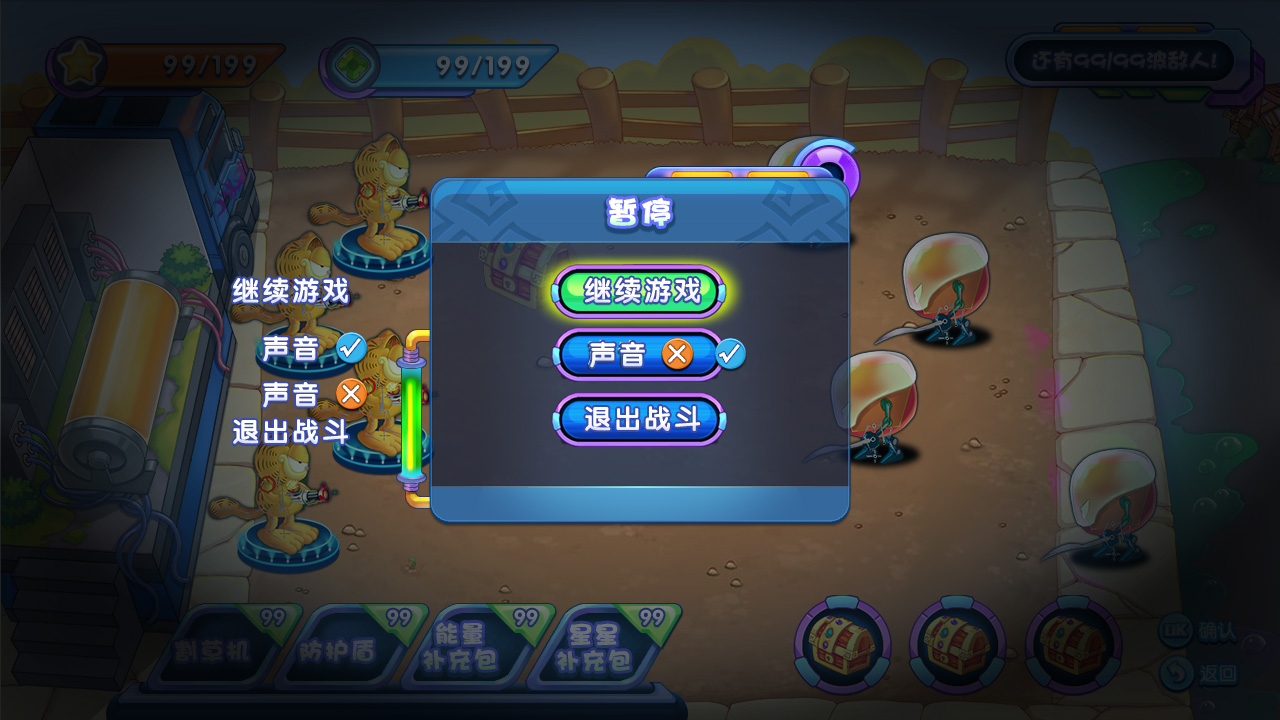 99/199
99/199
还有99/99波敌人!
暂停
继续游戏
继续游戏
声音
声音
声音
退出战斗
退出战斗
99
99
99
99
割草机
防护盾
能量
补充包
星星
补充包
OK 确认
返回